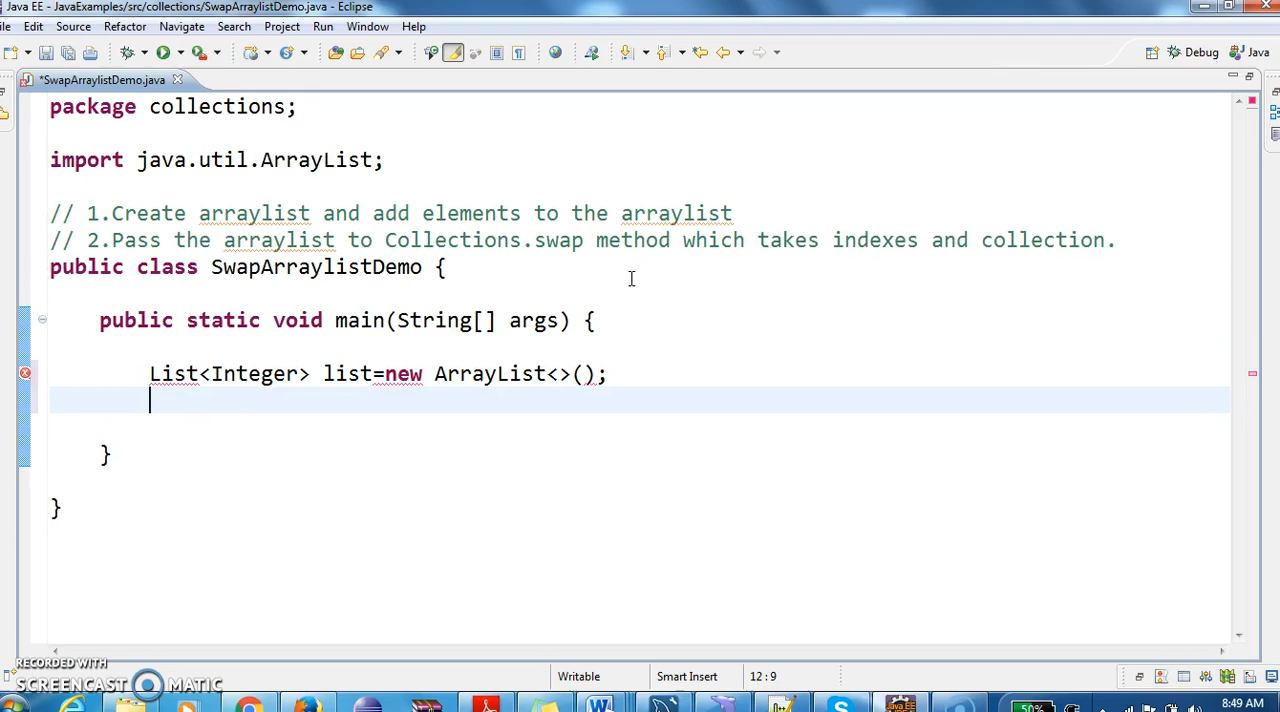 Java EE - JavaExamples/src/collections/SwapArraylistDemo.java - Eclipse
ile Edit Source Refactor Navigate Search Project Run Window Help
Debug Java
*SwapArraylistDemo.java
package collections;
import java.util.ArrayList;
// 1.Create arraylist and add elements to the arraylist
// 2.Pass the arraylist to Collections.swap method which takes indexes and collection.
public class SwapArraylistDemo {
public static void main(String[] args) {
List<Integer> list=new ArrayList<>();
}
}
RECORDED WITH
SCREENCAST MATIC
Writable Smart Insert 12 : 9
50% 8:49 AM